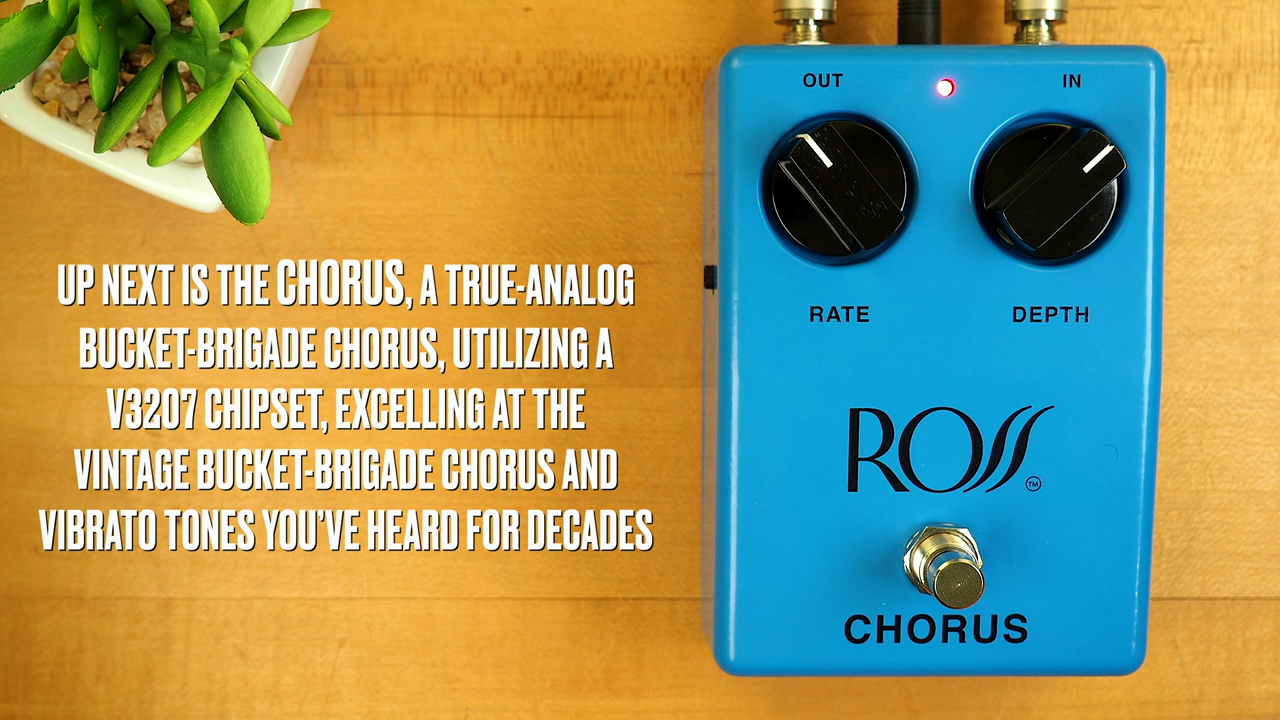 UP NEXT IS THE CHORUS, A TRUE-ANALOG
BUCKET-BRIGADE CHORUS, UTILIZING A
V3207 CHIPSET, EXCELLING AT THE
VINTAGE BUCKET-BRIGADE CHORUS AND
VIBRATO TONES YOU'VE HEARD FOR DECADES
OUT IN
RATE DEPTH
ROSS TM
CHORUS